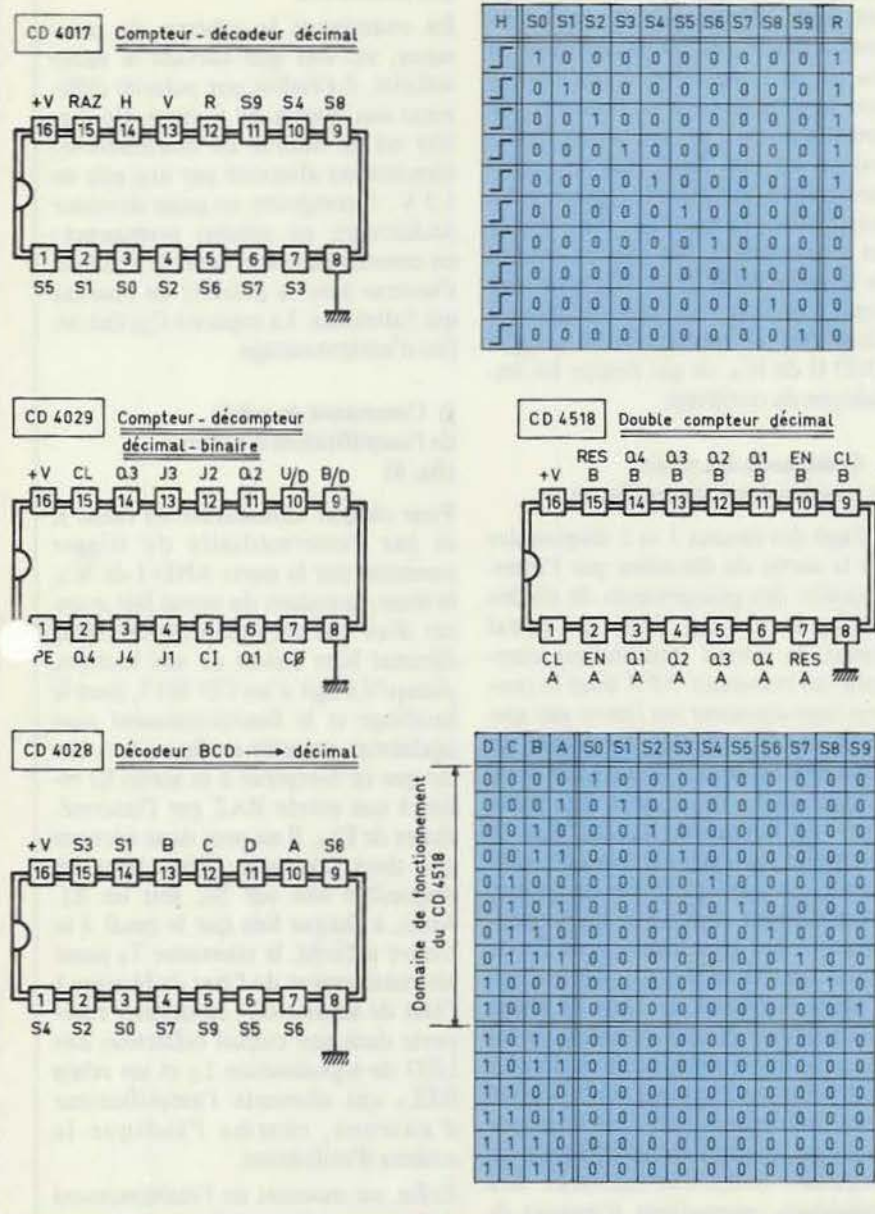 CD 4017 Compteur - décodeur décimal
+V RAZ H V R S9 S4 S8
16 15 14 13 12 11 10 9
1 2 3 4 5 6 7 8
S5 S1 S0 S2 S6 S7 S3
H S0 S1 S2 S3 S4 S5 S6 S7 S8 S9 R
1 0 0 0 0 0 0 0 0 0 1
0 1 0 0 0 0 0 0 0 0 1
0 0 1 0 0 0 0 0 0 0 1
0 0 0 1 0 0 0 0 0 0 1
0 0 0 0 1 0 0 0 0 0 1
0 0 0 0 0 1 0 0 0 0 0
0 0 0 0 0 0 1 0 0 0 0
0 0 0 0 0 0 0 1 0 0 0
0 0 0 0 0 0 0 0 1 0 0
0 0 0 0 0 0 0 0 0 1 0
CD 4029 Compteur - décompteur
décimal - binaire
+V CL Q3 J3 J2 Q2 U/D B/D
16 15 14 13 12 11 10 9
1 2 3 4 5 6 7 8
PE Q4 J4 J1 CI Q1 CØ
CD 4518 Double compteur décimal
RES Q4 Q3 Q2 Q1 EN CL
+V B B B B B B B
16 15 14 13 12 11 10 9
1 2 3 4 5 6 7 8
CL EN Q1 Q2 Q3 Q4 RES
A A A A A A A
CD 4028 Décodeur BCD → décimal
+V S3 S1 B C D A S8
16 15 14 13 12 11 10 9
1 2 3 4 5 6 7 8
S4 S2 S0 S7 S9 S5 S6
Domaine de fonctionnement
du CD 4518
D C B A S0 S1 S2 S3 S4 S5 S6 S7 S8 S9
0 0 0 0 1 0 0 0 0 0 0 0 0 0
0 0 0 1 0 1 0 0 0 0 0 0 0 0
0 0 1 0 0 0 1 0 0 0 0 0 0 0
0 0 1 1 0 0 0 1 0 0 0 0 0 0
0 1 0 0 0 0 0 0 1 0 0 0 0 0
0 1 0 1 0 0 0 0 0 1 0 0 0 0
0 1 1 0 0 0 0 0 0 0 1 0 0 0
0 1 1 1 0 0 0 0 0 0 0 1 0 0
1 0 0 0 0 0 0 0 0 0 0 0 1 0
1 0 0 1 0 0 0 0 0 0 0 0 0 1
1 0 1 0 0 0 0 0 0 0 0 0 0 0
1 0 1 1 0 0 0 0 0 0 0 0 0 0
1 1 0 0 0 0 0 0 0 0 0 0 0 0
1 1 0 1 0 0 0 0 0 0 0 0 0 0
1 1 1 0 0 0 0 0 0 0 0 0 0 0
1 1 1 1 0 0 0 0 0 0 0 0 0 0